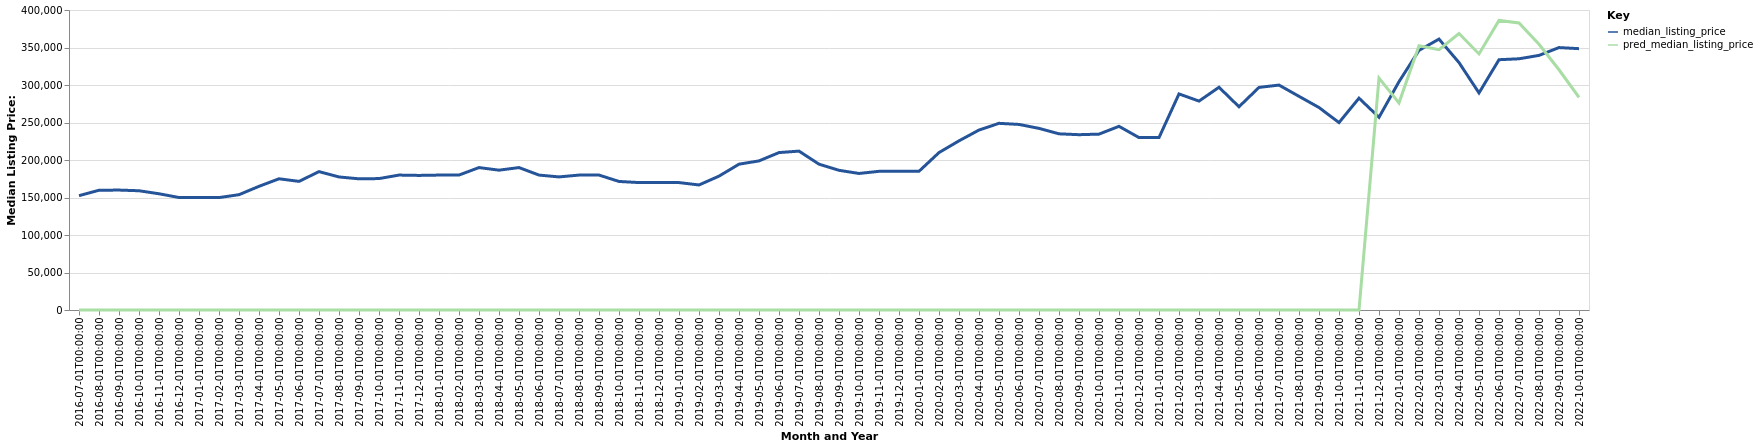 400,000
350,000
300,000
250,000
200,000
150,000
100,000
50,000
0
Median Listing Price:
2016-07-01T00:00:00
2016-08-01T00:00:00
2016-09-01T00:00:00
2016-10-01T00:00:00
2016-11-01T00:00:00
2016-12-01T00:00:00
2017-01-01T00:00:00
2017-02-01T00:00:00
2017-03-01T00:00:00
2017-04-01T00:00:00
2017-05-01T00:00:00
2017-06-01T00:00:00
2017-07-01T00:00:00
2017-08-01T00:00:00
2017-09-01T00:00:00
2017-10-01T00:00:00
2017-11-01T00:00:00
2017-12-01T00:00:00
2018-01-01T00:00:00
2018-02-01T00:00:00
2018-03-01T00:00:00
2018-04-01T00:00:00
2018-05-01T00:00:00
2018-06-01T00:00:00
2018-07-01T00:00:00
2018-08-01T00:00:00
2018-09-01T00:00:00
2018-10-01T00:00:00
2018-11-01T00:00:00
2018-12-01T00:00:00
2019-01-01T00:00:00
2019-02-01T00:00:00
2019-03-01T00:00:00
2019-04-01T00:00:00
2019-05-01T00:00:00
2019-06-01T00:00:00
2019-07-01T00:00:00
2019-08-01T00:00:00
2019-09-01T00:00:00
2019-10-01T00:00:00
2019-11-01T00:00:00
2019-12-01T00:00:00
2020-01-01T00:00:00
2020-02-01T00:00:00
2020-03-01T00:00:00
2020-04-01T00:00:00
2020-05-01T00:00:00
2020-06-01T00:00:00
2020-07-01T00:00:00
2020-08-01T00:00:00
2020-09-01T00:00:00
2020-10-01T00:00:00
2020-11-01T00:00:00
2020-12-01T00:00:00
2021-01-01T00:00:00
2021-02-01T00:00:00
2021-03-01T00:00:00
2021-04-01T00:00:00
2021-05-01T00:00:00
2021-06-01T00:00:00
2021-07-01T00:00:00
2021-08-01T00:00:00
2021-09-01T00:00:00
2021-10-01T00:00:00
2021-11-01T00:00:00
2021-12-01T00:00:00
2022-01-01T00:00:00
2022-02-01T00:00:00
2022-03-01T00:00:00
2022-04-01T00:00:00
2022-05-01T00:00:00
2022-06-01T00:00:00
2022-07-01T00:00:00
2022-08-01T00:00:00
2022-09-01T00:00:00
2022-10-01T00:00:00
Month and Year
Key
median_listing_price
pred_median_listing_price